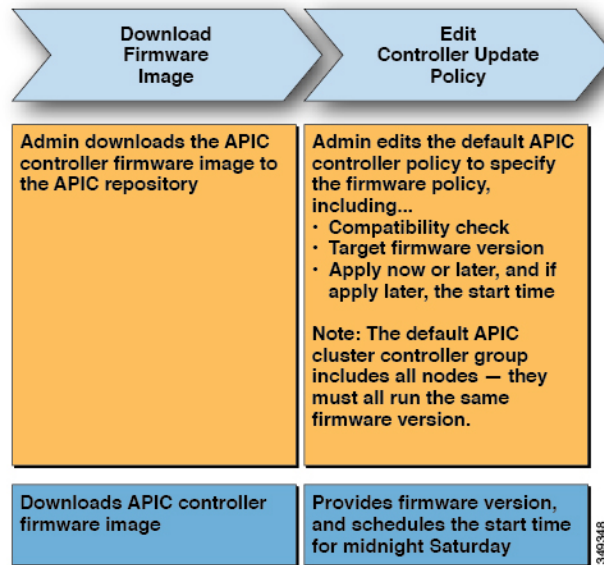 Download
Firmware
Image
Edit
Controller Update
Policy
Admin downloads the APIC
controller firmware image to
the APIC repository
Admin edits the default APIC
controller policy to specify
the firmware policy,
including...
· Compatibility check
· Target firmware version
· Apply now or later, and if
apply later, the start time
Note: The default APIC
cluster controller group
includes all nodes — they
must all run the same
firmware version.
Downloads APIC controller
firmware image
Provides firmware version,
and schedules the start time
for midnight Saturday
349348